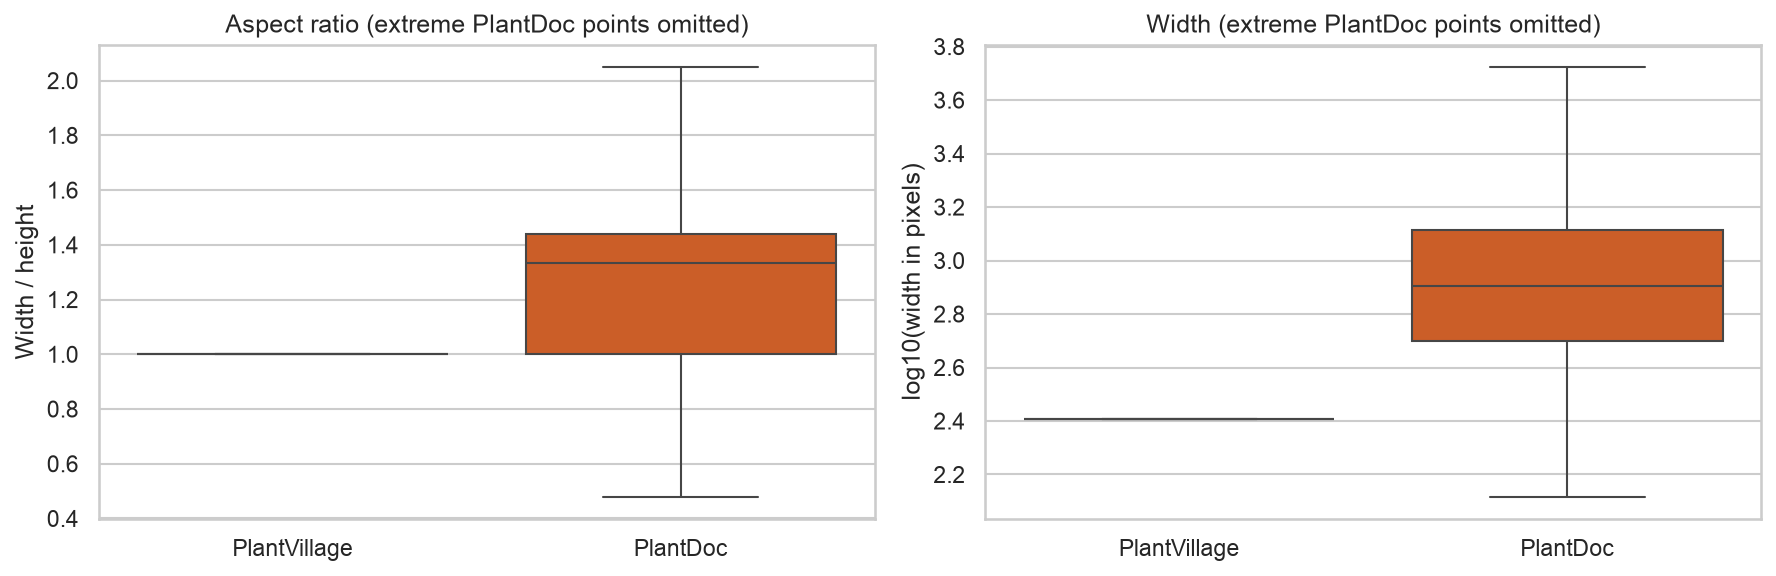 Aspect ratio (extreme PlantDoc points omitted)
Width / height
2.0
1.8
1.6
1.4
1.2
1.0
0.8
0.6
0.4
PlantVillage
PlantDoc
Width (extreme PlantDoc points omitted)
log10(width in pixels)
3.8
3.6
3.4
3.2
3.0
2.8
2.6
2.4
2.2
PlantVillage
PlantDoc